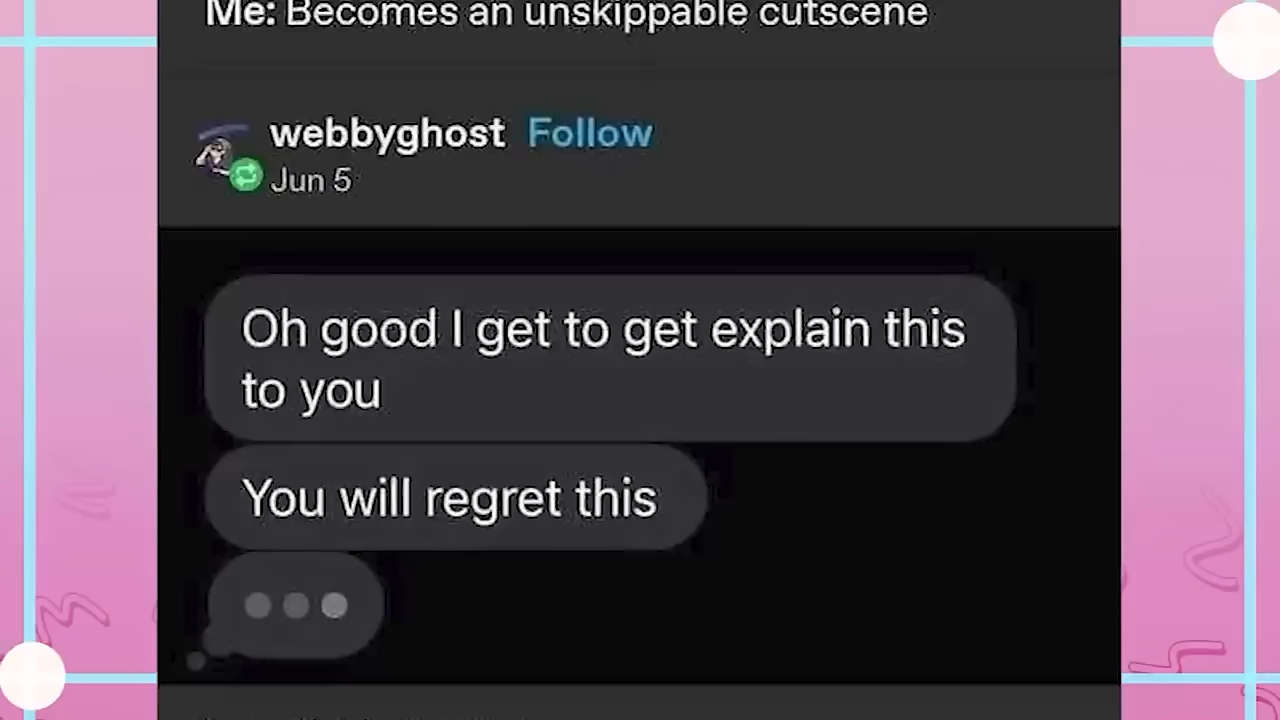 Me: Becomes an unskippable cutscene
webbyghost Follow
Jun 5
Oh good I get to get explain this
to you
You will regret this